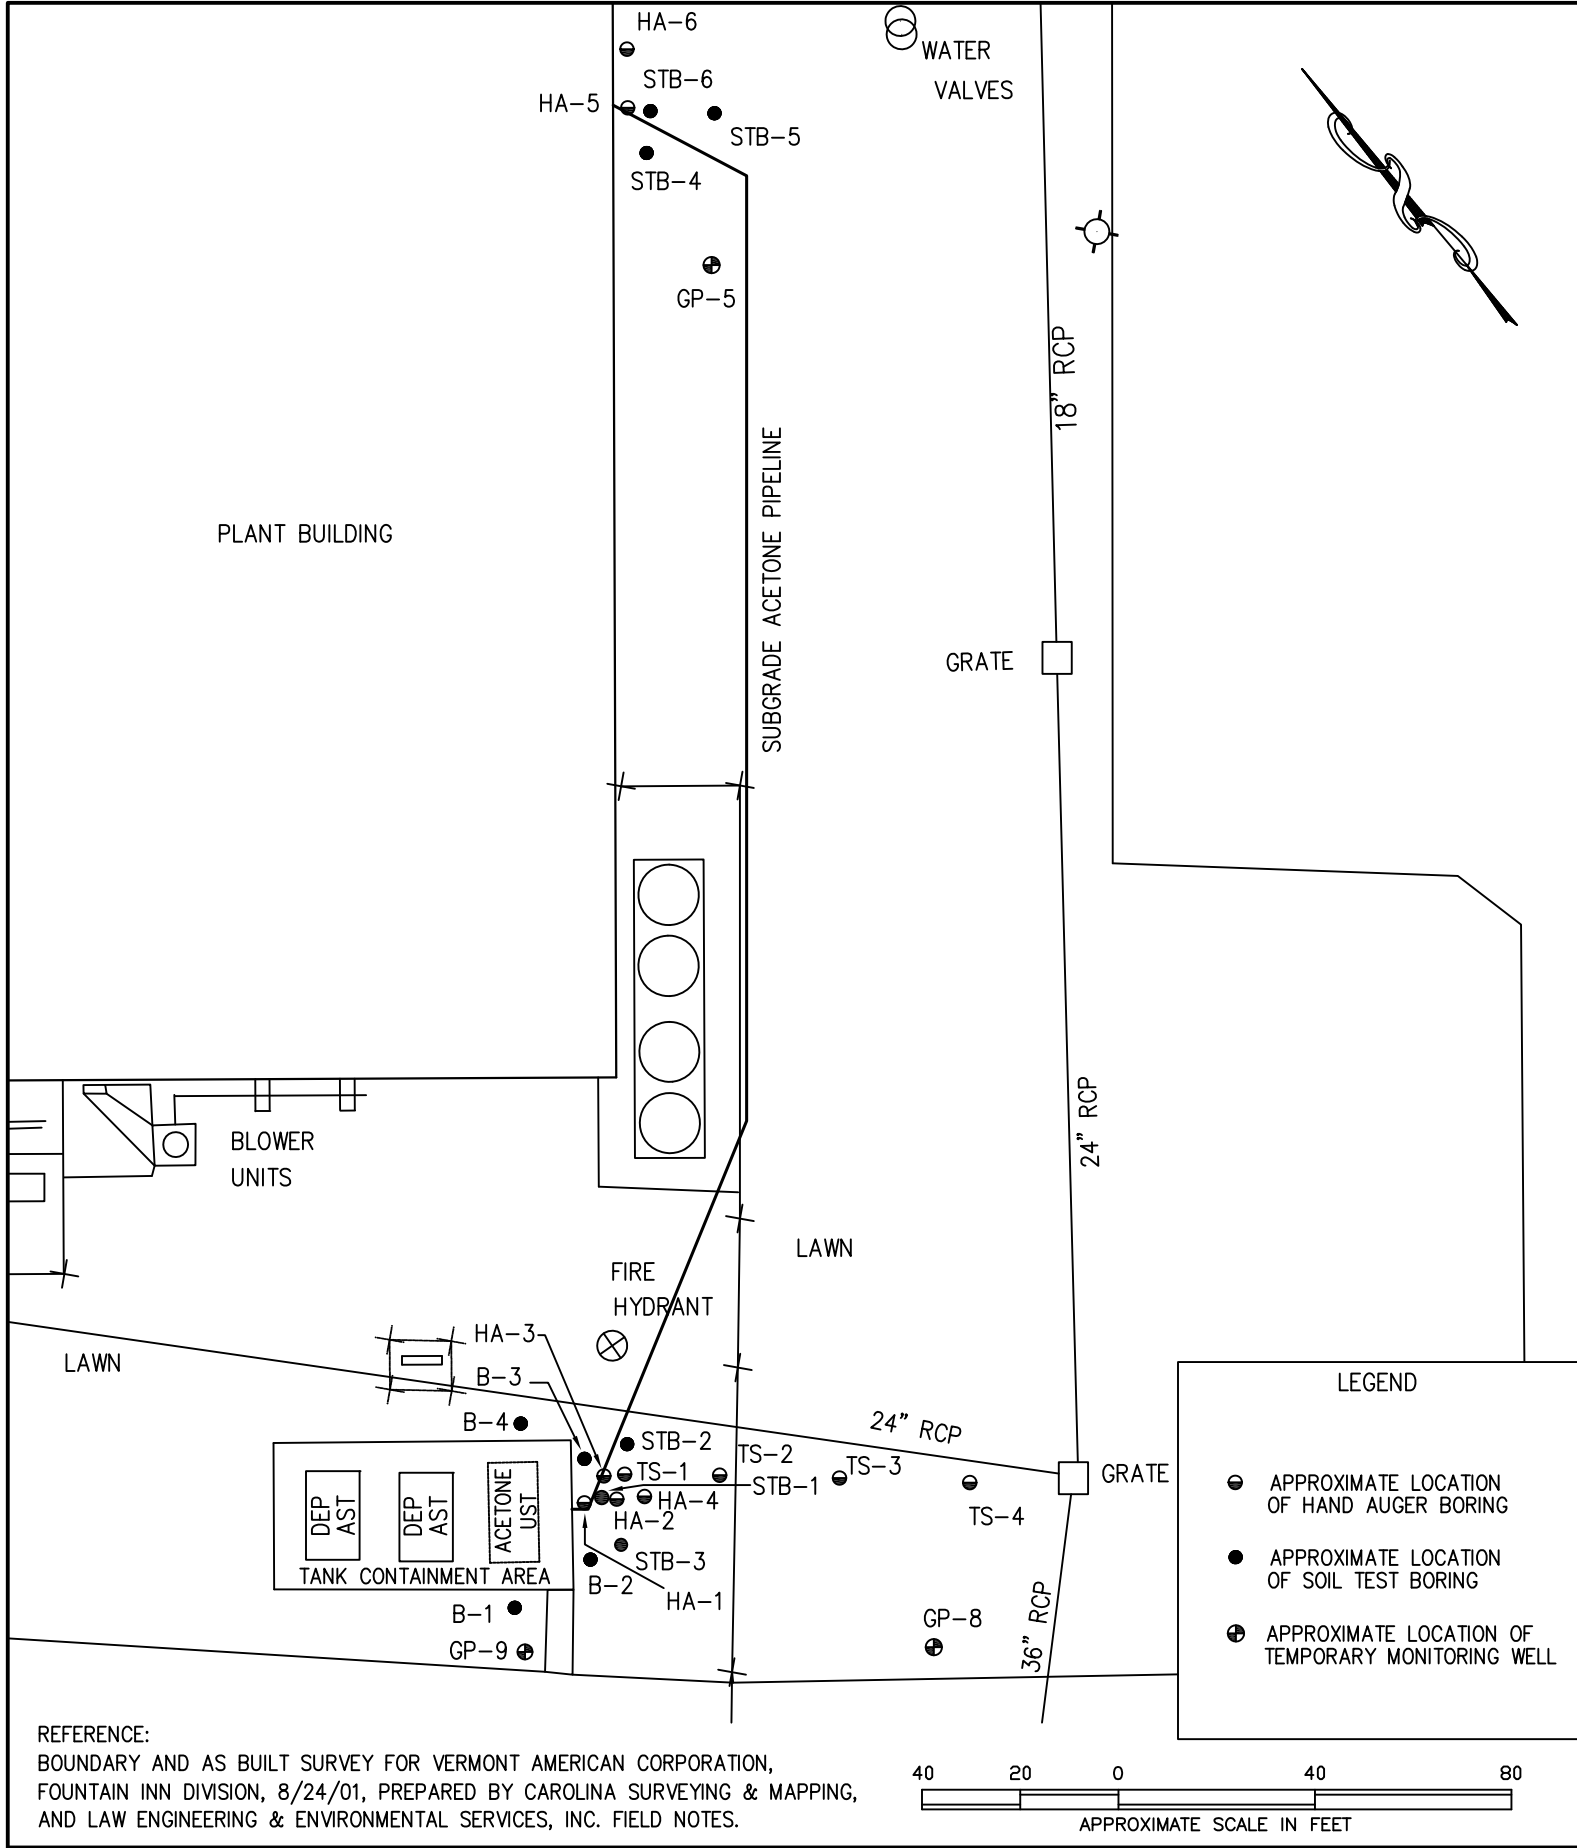 HA-6
WATER
VALVES
STB-6
HA-5
STB-5
STB-4
GP-5
18" RCP
SUBGRADE ACETONE PIPELINE
PLANT BUILDING
GRATE
24" RCP
BLOWER
UNITS
LAWN
FIRE
HYDRANT
HA-3
LAWN
B-3
B-4
24" RCP
STB-2
TS-2
TS-1
TS-3
STB-1
GRATE
HA-4
TS-4
HA-2
DEP
AST
DEP
AST
ACETONE
UST
STB-3
TANK CONTAINMENT AREA
B-2
HA-1
B-1
GP-8
36" RCP
GP-9
LEGEND
APPROXIMATE LOCATION
OF HAND AUGER BORING
APPROXIMATE LOCATION
OF SOIL TEST BORING
APPROXIMATE LOCATION OF
TEMPORARY MONITORING WELL
REFERENCE:
BOUNDARY AND AS BUILT SURVEY FOR VERMONT AMERICAN CORPORATION,
FOUNTAIN INN DIVISION, 8/24/01, PREPARED BY CAROLINA SURVEYING & MAPPING,
AND LAW ENGINEERING & ENVIRONMENTAL SERVICES, INC. FIELD NOTES.
40 20 0 40 80
APPROXIMATE SCALE IN FEET